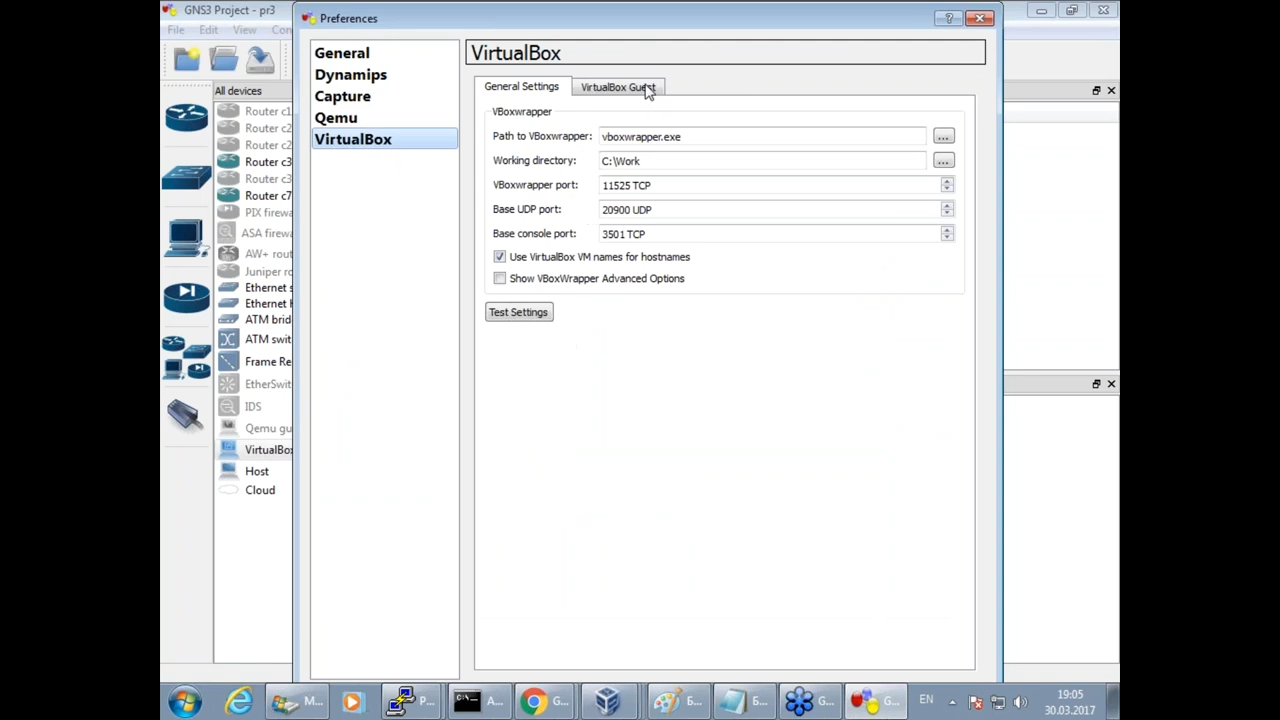 GNS3 Project - pr3
Preferences
?
File Edit View Con
General
Dynamips
Capture
Qemu
VirtualBox
VirtualBox
General Settings
VirtualBox Guest
VBoxwrapper
Path to VBoxwrapper: vboxwrapper.exe ...
Working directory: C:\Work ...
VBoxwrapper port: 11525 TCP
Base UDP port: 20900 UDP
Base console port: 3501 TCP
Use VirtualBox VM names for hostnames
Show VBoxWrapper Advanced Options
Test Settings
All devices
Router c1
Router c2
Router c2
Router c3
Router c3
Router c7
PIX firewa
ASA firewa
AW+ rout
Juniper ro
Ethernet s
Ethernet h
ATM brid
ATM swit
Frame Re
EtherSwit
IDS
Qemu gu
VirtualBox
Host
Cloud
M...
P...
A...
G...
Б...
Б...
G...
G...
EN
19:05
30.03.2017